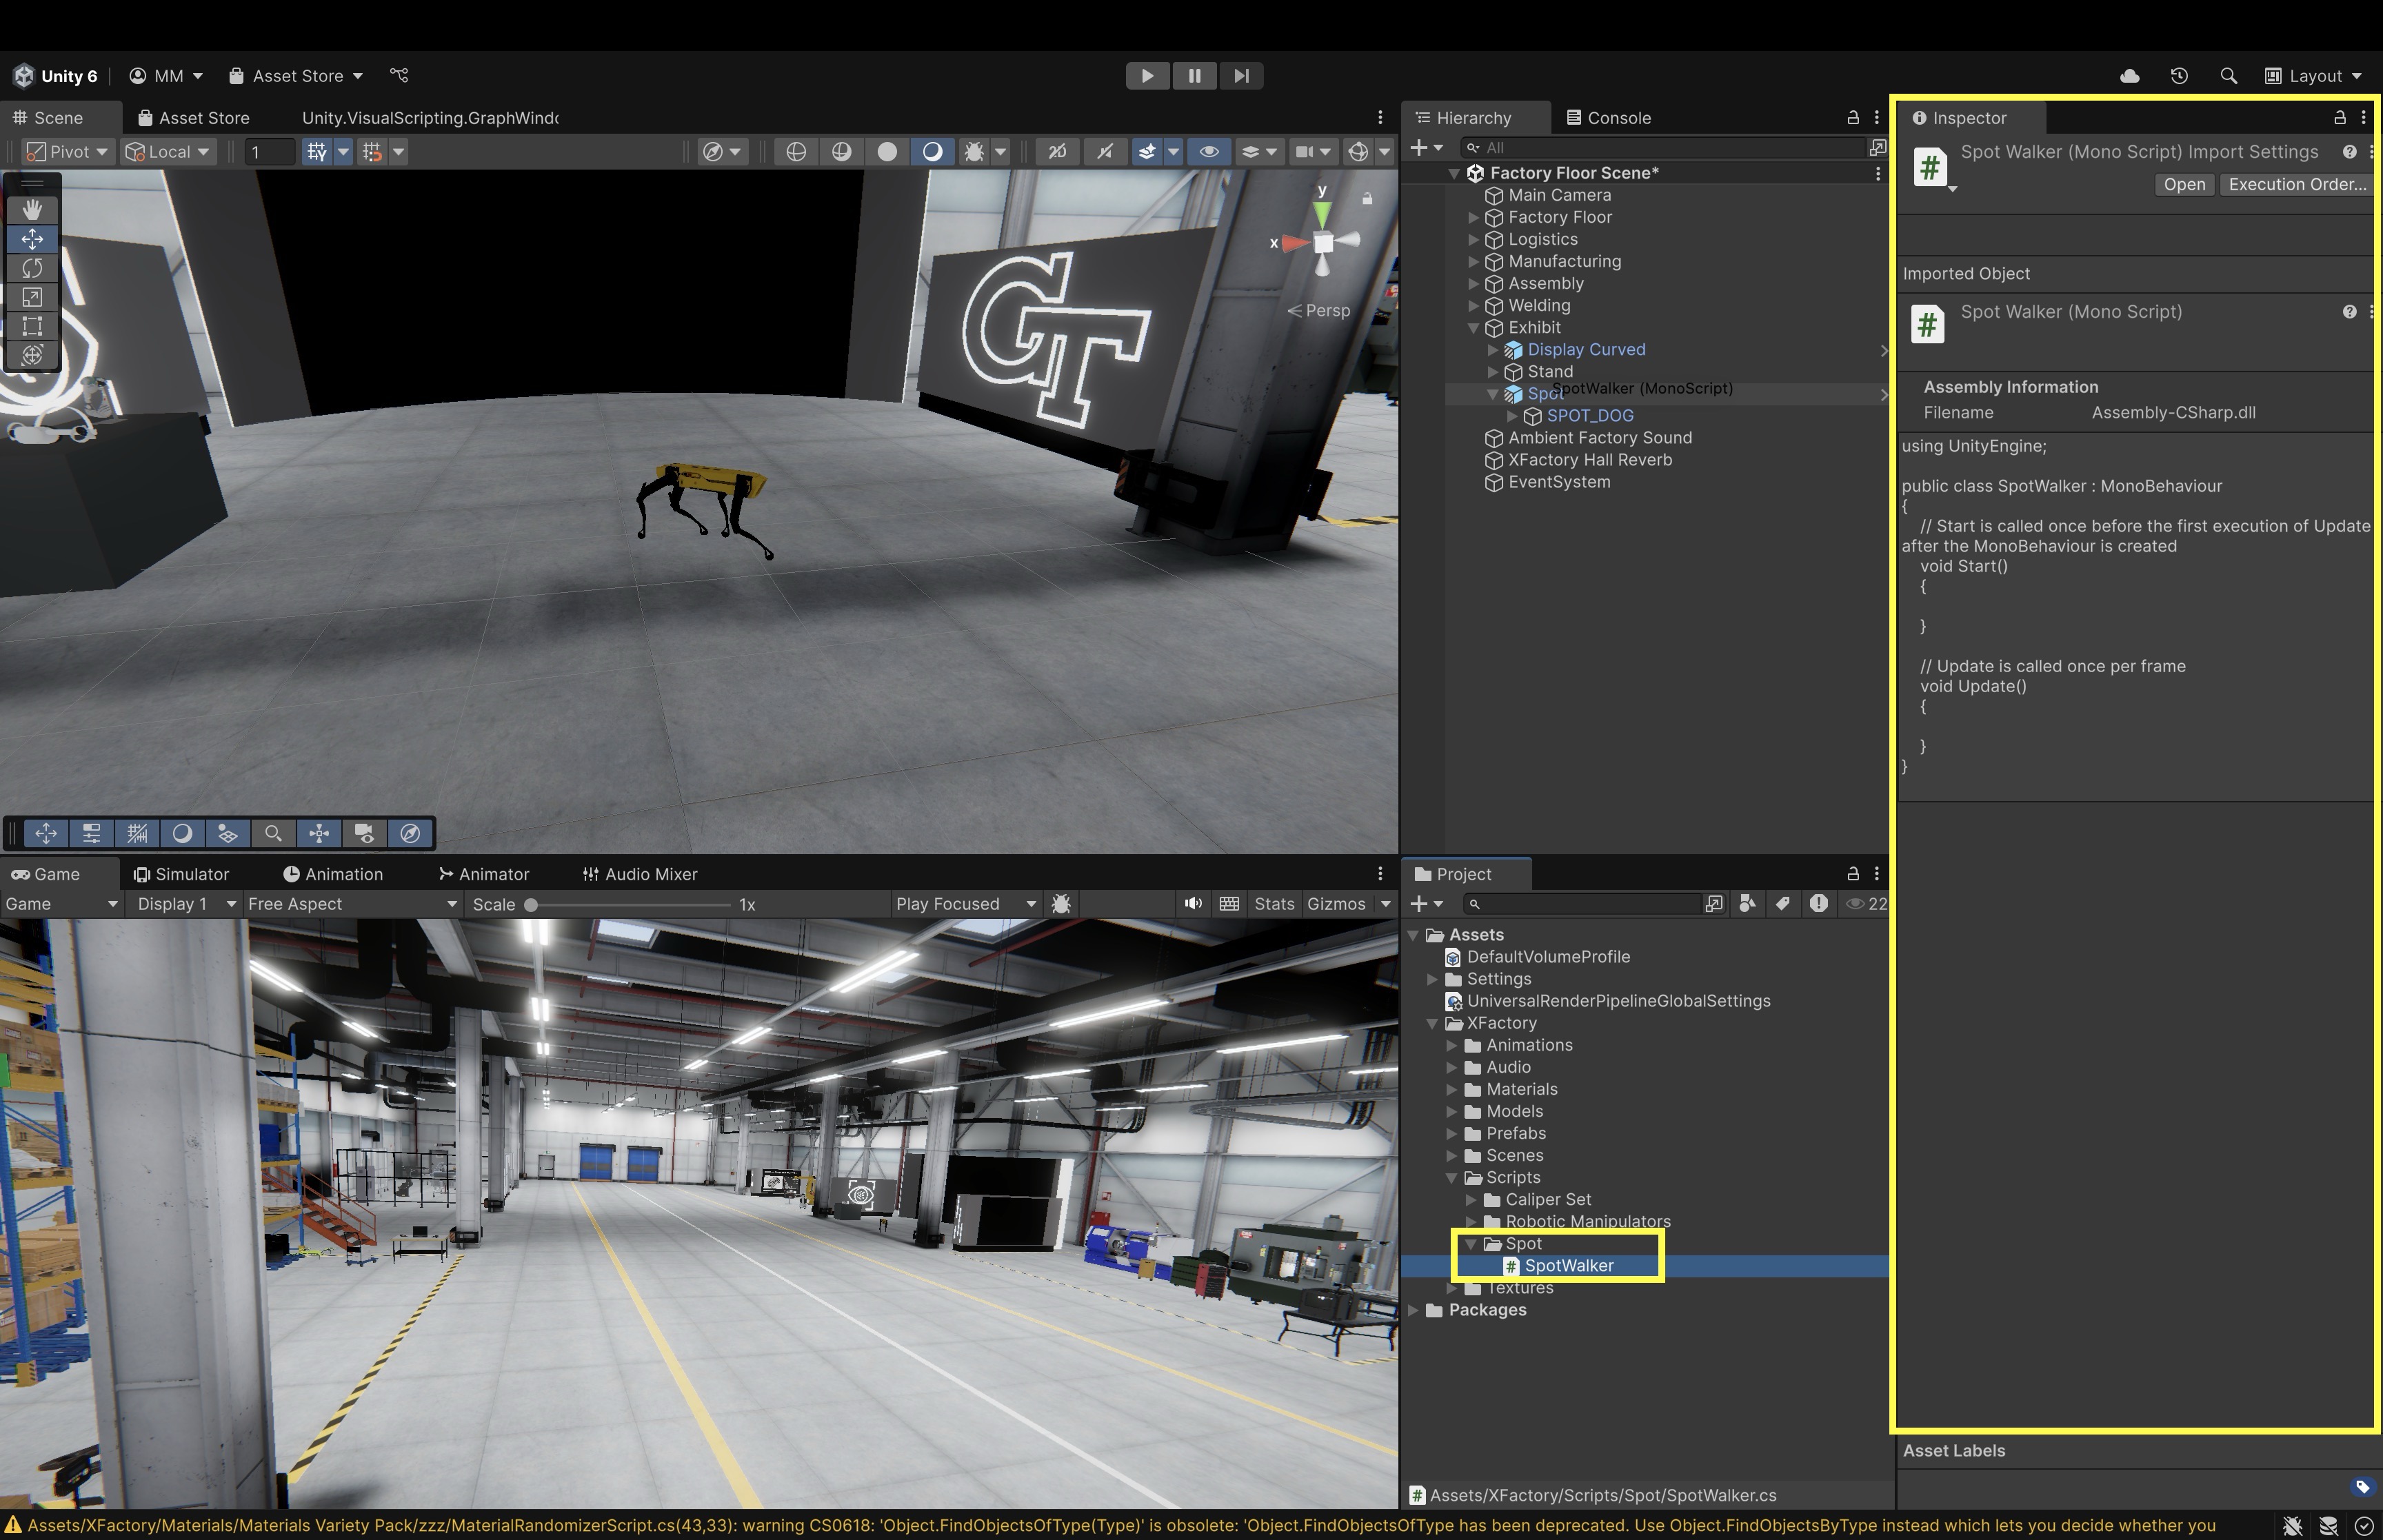 Unity 6
MM
Asset Store
Layout
Scene
Asset Store
Unity.VisualScripting.GraphWindo
Hierarchy
Console
Inspector
Pivot
Local
1
2D
All
Spot Walker (Mono Script) Import Settings
Open
Execution Order...
Factory Floor Scene*
Main Camera
Factory Floor
Logistics
Manufacturing
Assembly
Welding
Exhibit
Display Curved
Stand
Spot
SpotWalker (MonoScript)
SPOT_DOG
Ambient Factory Sound
XFactory Hall Reverb
EventSystem
y
x
Persp
GT
Imported Object
Spot Walker (Mono Script)
Assembly Information
Filename Assembly-CSharp.dll
using UnityEngine;
public class SpotWalker : MonoBehaviour
{
// Start is called once before the first execution of Update
after the MonoBehaviour is created
void Start()
{
}
// Update is called once per frame
void Update()
{
}
}
Game
Simulator
Animation
Animator
Audio Mixer
Game
Display 1
Free Aspect
Scale
1x
Play Focused
Stats
Gizmos
Project
22
Assets
DefaultVolumeProfile
Settings
UniversalRenderPipelineGlobalSettings
XFactory
Animations
Audio
Materials
Models
Prefabs
Scenes
Scripts
Caliper Set
Robotic Manipulators
Spot
SpotWalker
Textures
Packages
Assets/XFactory/Scripts/Spot/SpotWalker.cs
Asset Labels
Assets/XFactory/Materials/Materials Variety Pack/zzz/MaterialRandomizerScript.cs(43,33): warning CS0618: 'Object.FindObjectsOfType(Type)' is obsolete: 'Object.FindObjectsOfType has been deprecated. Use Object.FindObjectsByType instead which lets you decide whether you